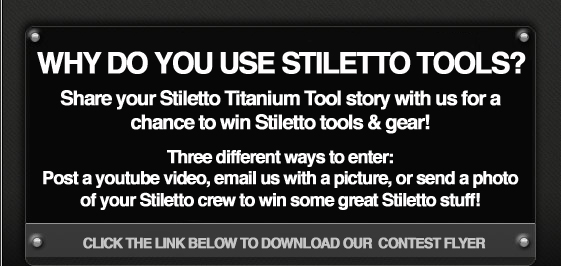 WHY DO YOU USE STILETTO TOOLS?
Share your Stiletto Titanium Tool story with us for a
chance to win Stiletto tools & gear!
Three different ways to enter:
Post a youtube video, email us with a picture, or send a photo
of your Stiletto crew to win some great Stiletto stuff!
CLICK THE LINK BELOW TO DOWNLOAD OUR CONTEST FLYER